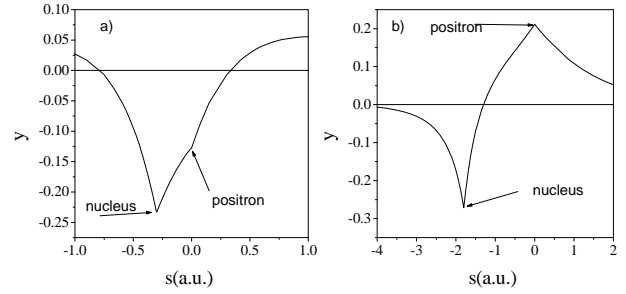 a)
0.10
0.05
0.00
-0.05
-0.10
-0.15
-0.20
-0.25
y
nucleus
positron
-1.0 -0.5 0.0 0.5 1.0
s(a.u.)
b)
0.2
0.1
0.0
-0.1
-0.2
-0.3
y
positron
nucleus
-4 -3 -2 -1 0 1 2
s(a.u.)